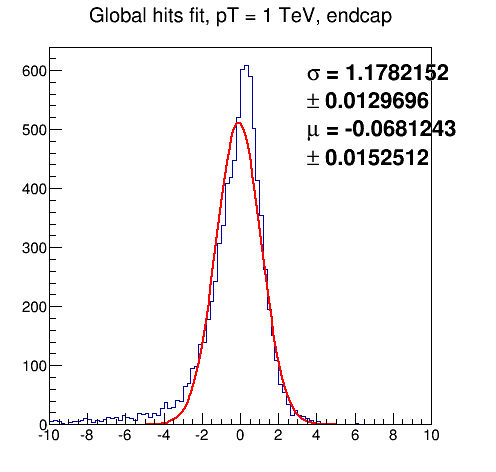 Global hits fit, pT = 1 TeV, endcap
σ = 1.1782152
± 0.0129696
μ = -0.0681243
± 0.0152512
600
500
400
300
200
100
0
-10 -8 -6 -4 -2 0 2 4 6 8 10